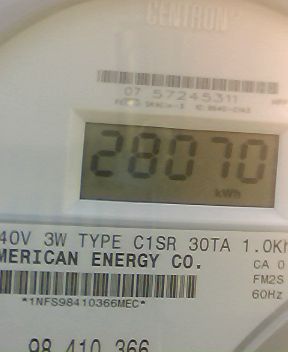 CENTRON
07 57245311
28070
kWh
40V 3W TYPE C1SR 30TA 1.0Kh
MERICAN ENERGY CO.
CA 0
FM2S
60Hz
*1NFS98410366MEC*
98 410 366